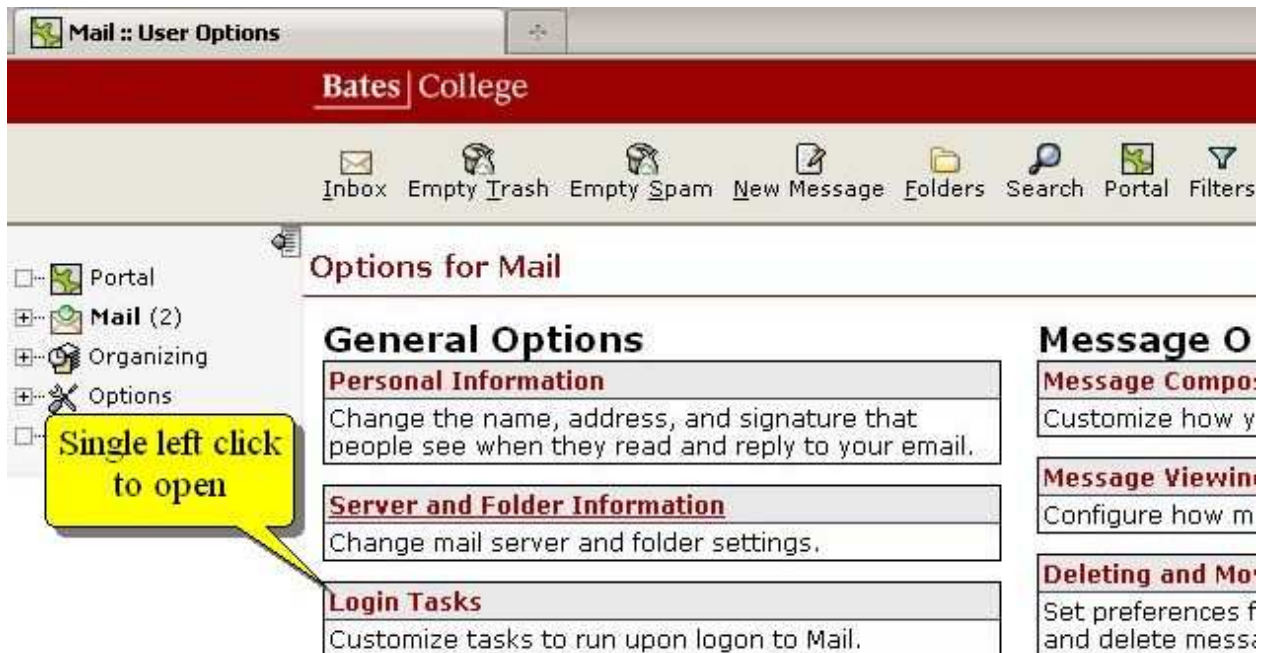 Mail :: User Options
Bates College
Inbox Empty Trash Empty Spam New Message Folders Search Portal Filters
Portal
Mail (2)
Organizing
Options
Single left click
to open
Options for Mail
General Options
Personal Information
Change the name, address, and signature that
people see when they read and reply to your email.
Server and Folder Information
Change mail server and folder settings.
Login Tasks
Customize tasks to run upon logon to Mail.
Message O
Message Compo
Customize how y
Message Viewin
Configure how m
Deleting and Mo
Set preferences f
and delete messa